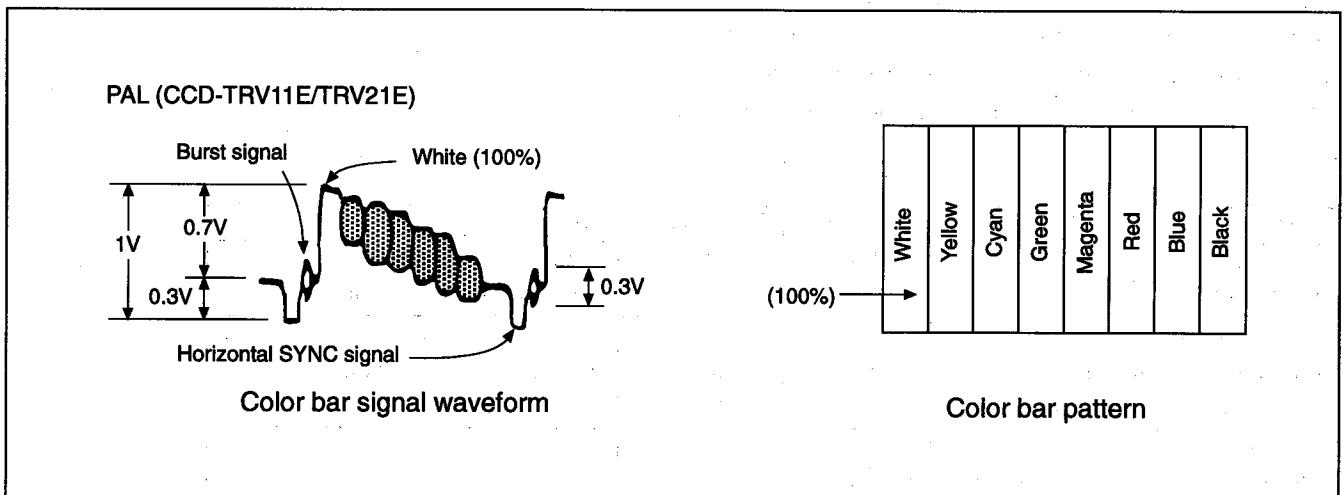 PAL (CCD-TRV11E/TRV21E)
Burst signal
White (100%)
1V
0.7V
0.3V
0.3V
Horizontal SYNC signal
Color bar signal waveform
(100%)
White
Yellow
Cyan
Green
Magenta
Red
Blue
Black
Color bar pattern